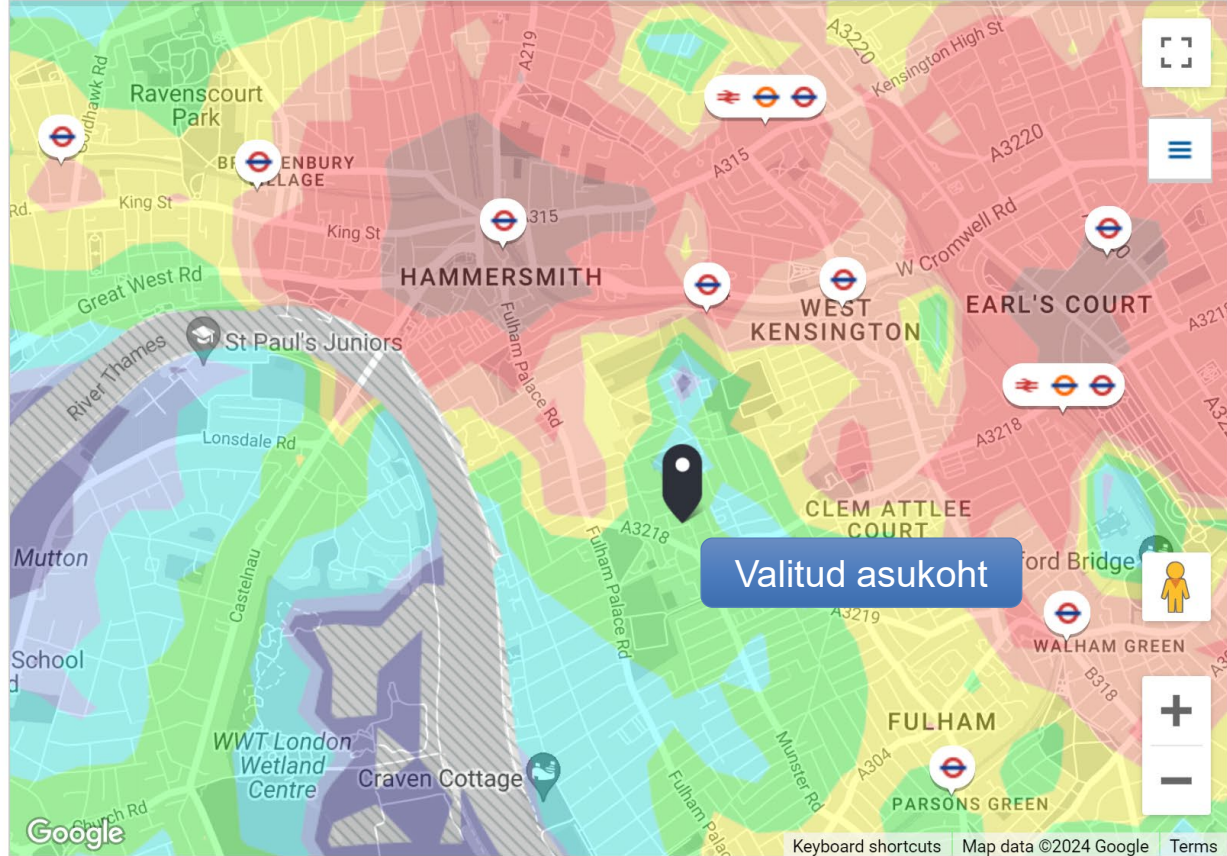 A219
A3220
Kensington High St
Goldhawk Rd
Ravenscourt
Park
A3220
A315
Rd.
King St
A315
King St
W Cromwell Rd
HAMMERSMITH
Great West Rd
WEST
KENSINGTON
EARL'S COURT
River Thames
St Paul's Juniors
Fulham Palace Rd
Lonsdale Rd
A3218
CLEM ATTLEE
COURT
A3218
Mutton
Valitud asukoht
ford Bridge
Castelnau
Fulham Palace Rd
A3219
WALHAM GREEN
School
B318
FULHAM
WWT London
Wetland
Centre
Craven Cottage
Munster Rd
A304
PARSONS GREEN
Church Rd
Google
Keyboard shortcuts
Map data ©2024 Google
Terms